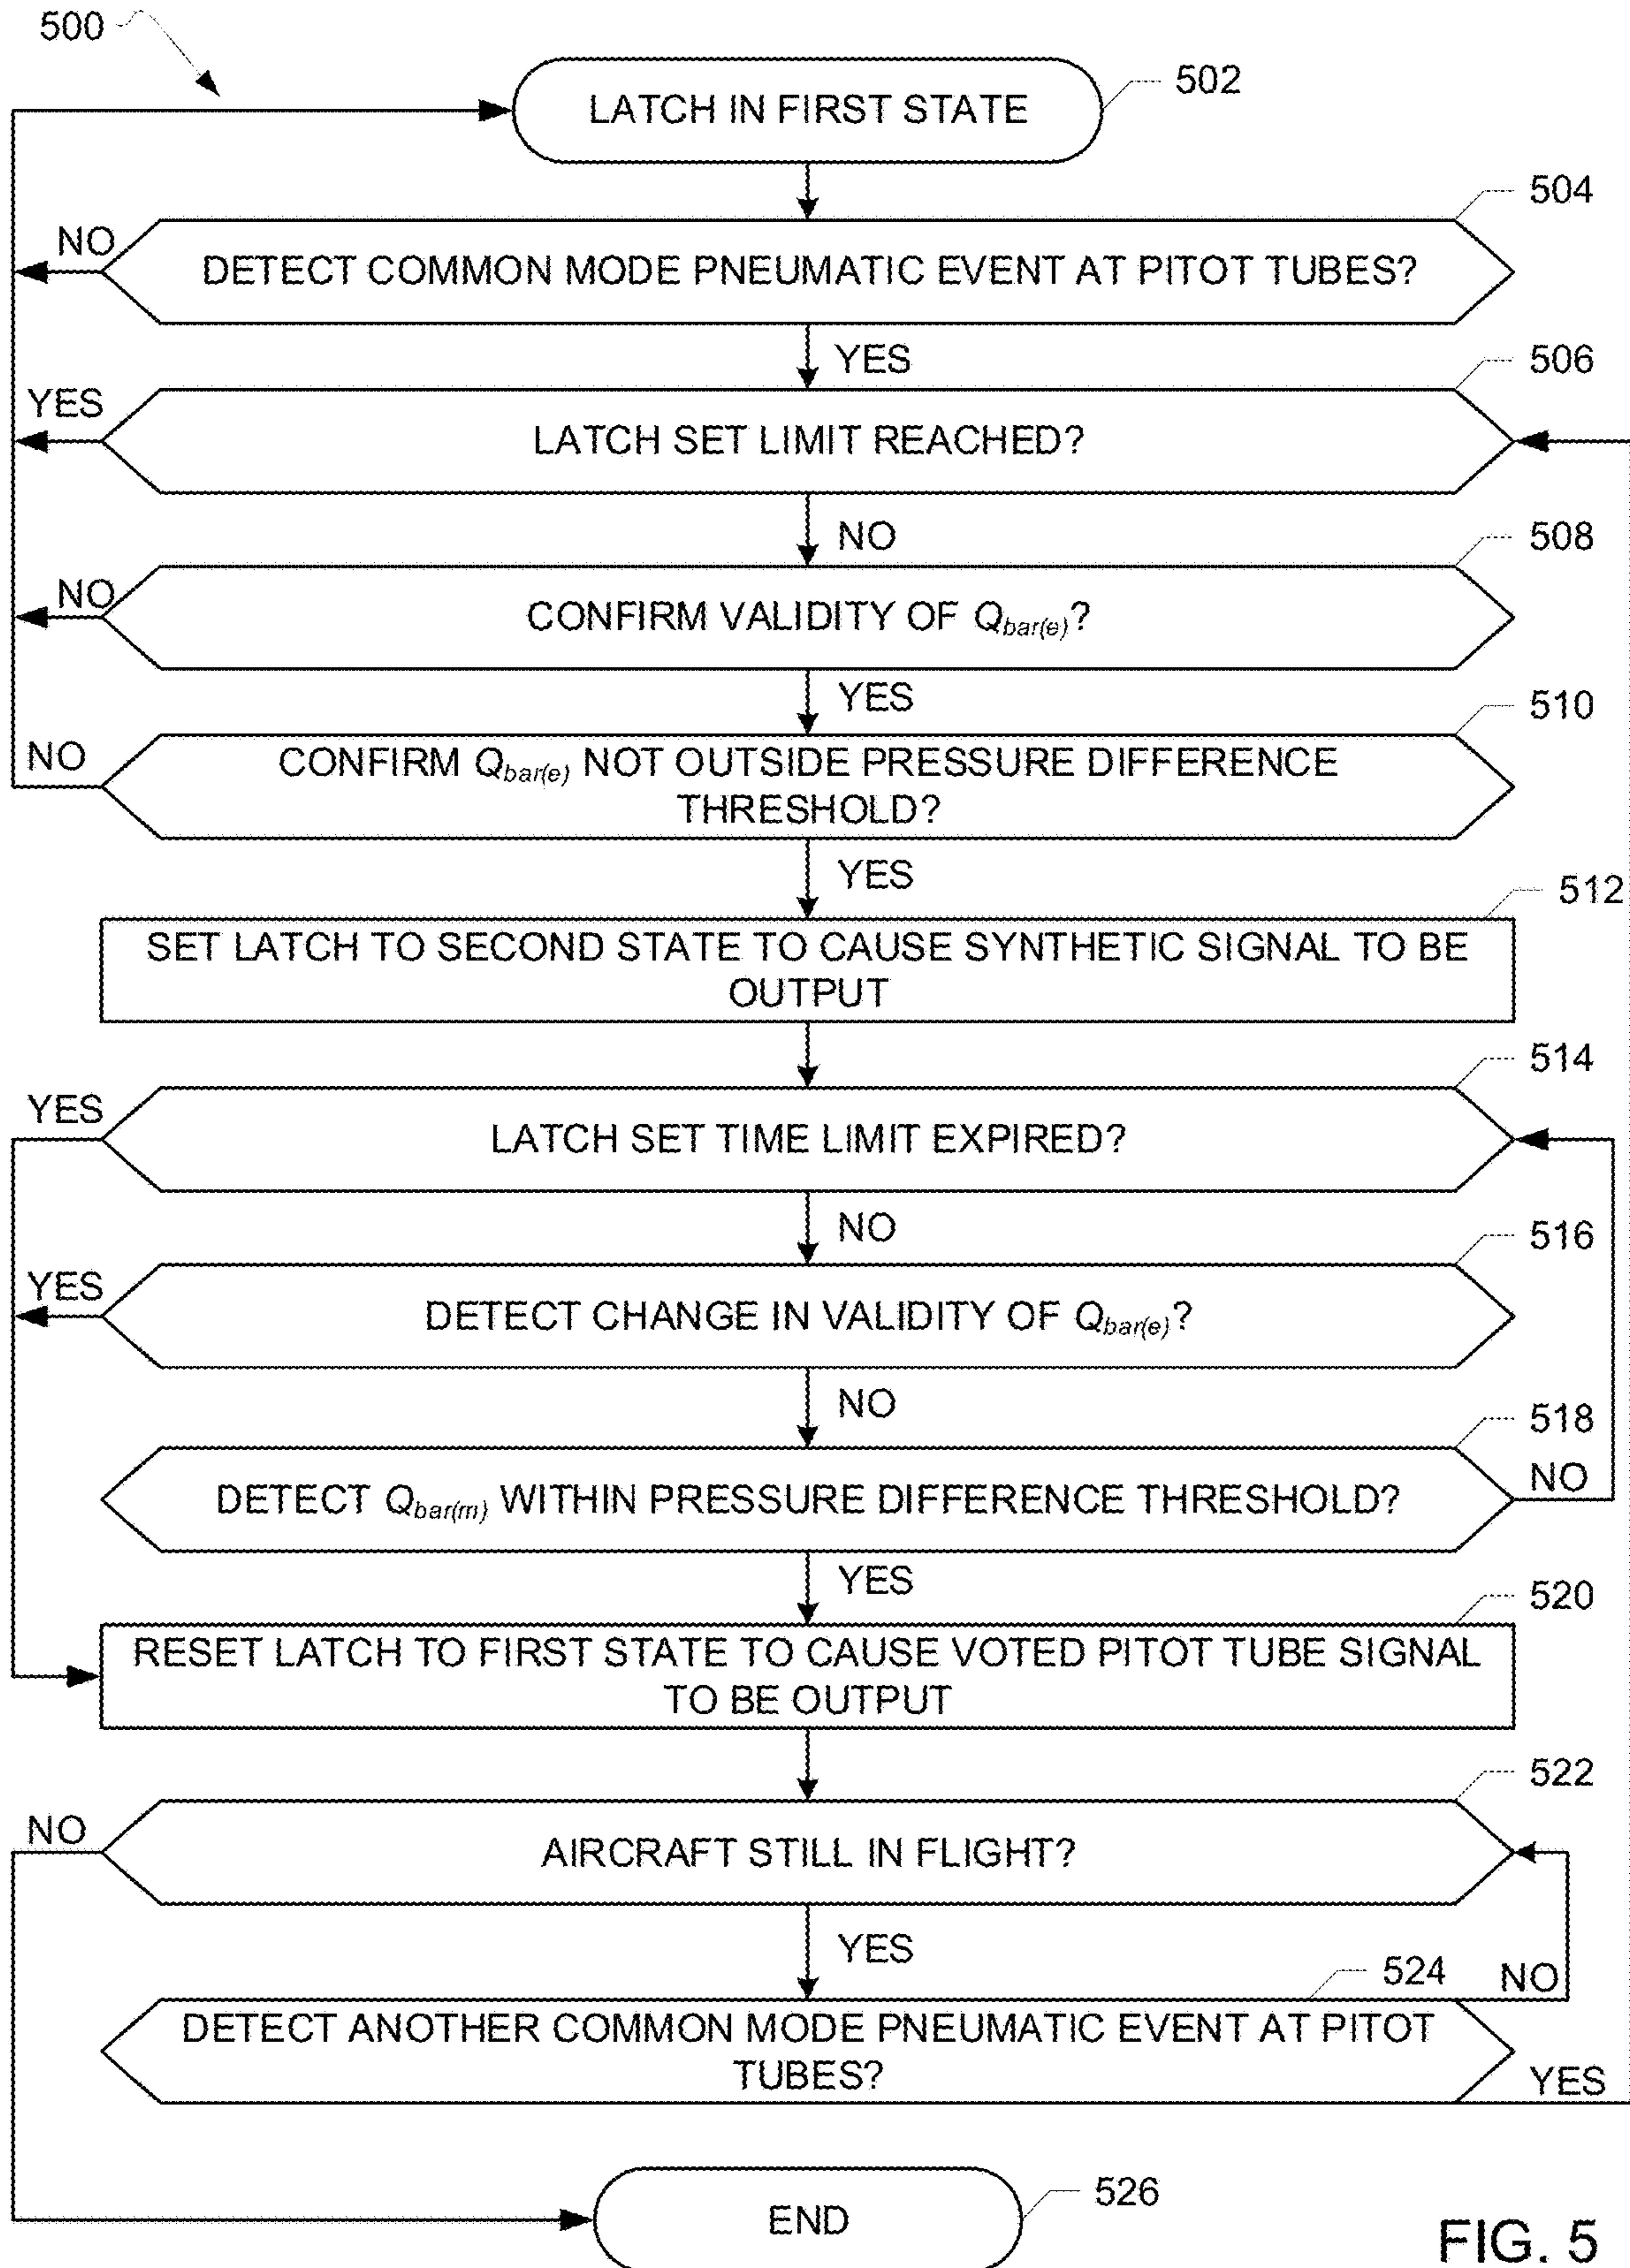 500
LATCH IN FIRST STATE
502
504
NO
DETECT COMMON MODE PNEUMATIC EVENT AT PITOT TUBES?
YES
506
YES
LATCH SET LIMIT REACHED?
NO
508
NO
CONFIRM VALIDITY OF Qbar(e)?
YES
510
NO
CONFIRM Qbar(e) NOT OUTSIDE PRESSURE DIFFERENCE
THRESHOLD?
YES
512
SET LATCH TO SECOND STATE TO CAUSE SYNTHETIC SIGNAL TO BE
OUTPUT
514
YES
LATCH SET TIME LIMIT EXPIRED?
NO
516
YES
DETECT CHANGE IN VALIDITY OF Qbar(e)?
NO
518
DETECT Qbar(m) WITHIN PRESSURE DIFFERENCE THRESHOLD?
NO
YES
520
RESET LATCH TO FIRST STATE TO CAUSE VOTED PITOT TUBE SIGNAL
TO BE OUTPUT
522
NO
AIRCRAFT STILL IN FLIGHT?
YES
524
NO
DETECT ANOTHER COMMON MODE PNEUMATIC EVENT AT PITOT
TUBES?
YES
END
526
FIG. 5